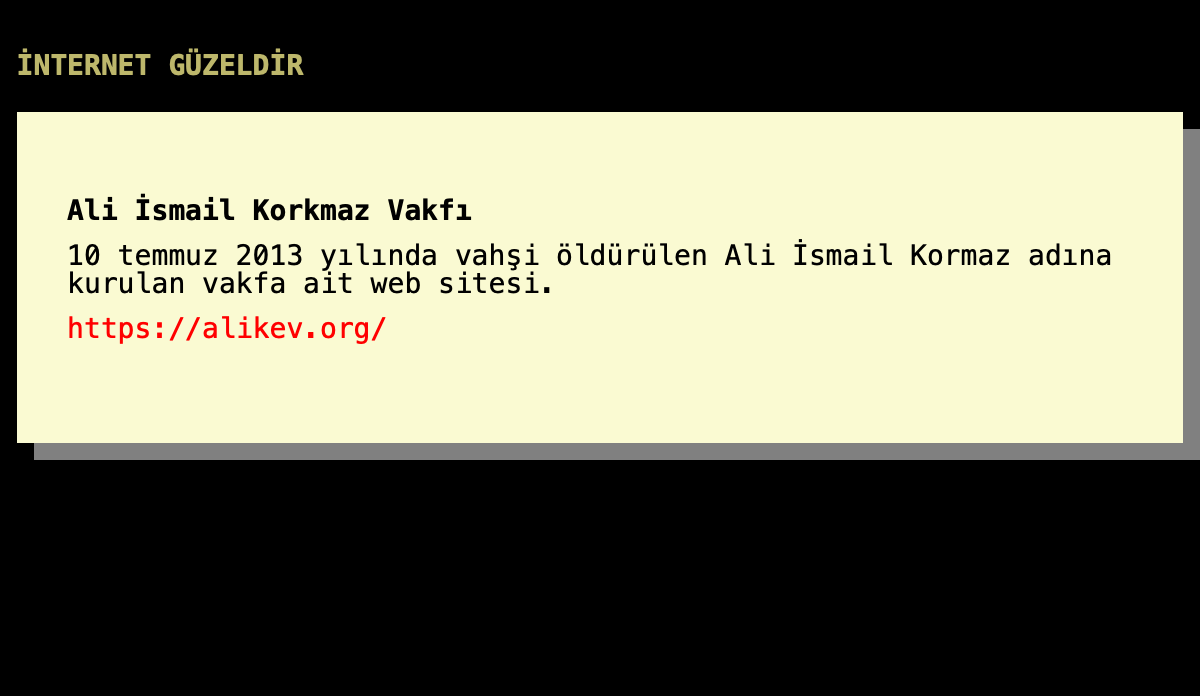 İNTERNET GÜZELDİR
Ali İsmail Korkmaz Vakfı
10 temmuz 2013 yılında vahşi öldürülen Ali İsmail Kormaz adına
kurulan vakfa ait web sitesi.
https://alikev.org/